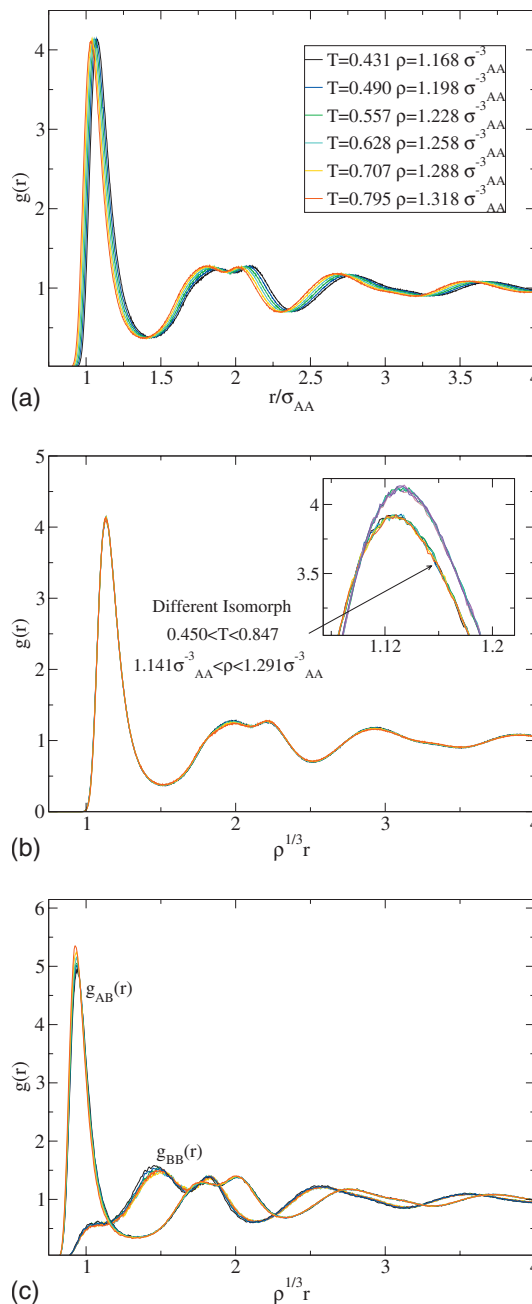 4
3
2
1
g(r)
T=0.431 ρ=1.168 σ⁻³AA
T=0.490 ρ=1.198 σ⁻³AA
T=0.557 ρ=1.228 σ⁻³AA
T=0.628 ρ=1.258 σ⁻³AA
T=0.707 ρ=1.288 σ⁻³AA
T=0.795 ρ=1.318 σ⁻³AA
1 1.5 2 2.5 3 3.5 4
(a)
r/σAA
5
4
3
2
1
0
g(r)
4
3.5
1.12 1.2
Different Isomorph
0.450<T<0.847
1.141σ⁻³AA<ρ<1.291σ⁻³AA
1 2 3 4
(b)
ρ¹/³r
6
5
4
3
2
1
g(r)
gAB(r)
gBB(r)
1 2 3 4
(c)
ρ¹/³r